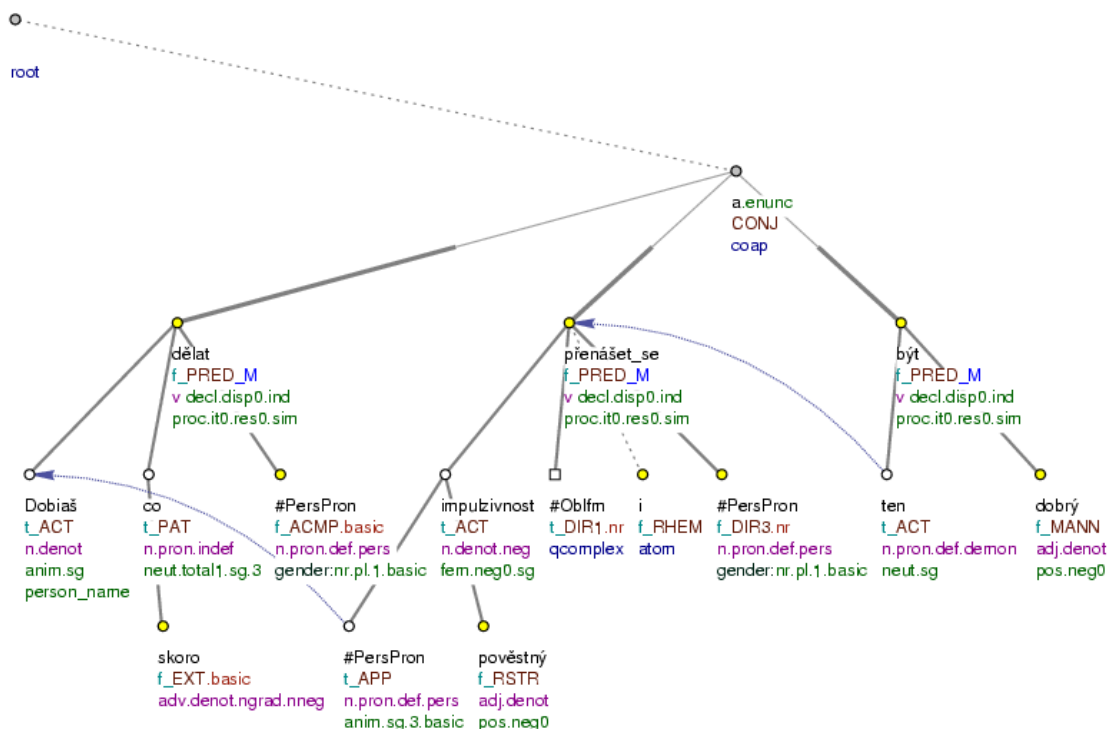 root
a.enunc
CONJ
coap
dělat
f_PRED_M
v decl.disp0.ind
proc.it0.res0.sim
přenášet_se
f_PRED_M
v decl.disp0.ind
proc.it0.res0.sim
být
f_PRED_M
v decl.disp0.ind
proc.it0.res0.sim
Dobiáš
t_ACT
n.denot
anim.sg
person_name
co
t_PAT
n.pron.indef
neut.total1.sg.3
#PersPron
f_ACMP.basic
n.pron.def.pers
gender:nr.pl.1.basic
impulzivnost
t_ACT
n.denot.neg
fem.neg0.sg
#Oblfm
t_DIR1.nr
qcomplex
i
f_RHEM
atom
#PersPron
f_DIR3.nr
n.pron.def.pers
gender:nr.pl.1.basic
ten
t_ACT
n.pron.def.demon
neut.sg
dobrý
f_MANN
adj.denot
pos.neg0
skoro
f_EXT.basic
adv.denot.ngrad.nneg
#PersPron
t_APP
n.pron.def.pers
anim.sg.3.basic
pověstný
f_RSTR
adj.denot
pos.neg0